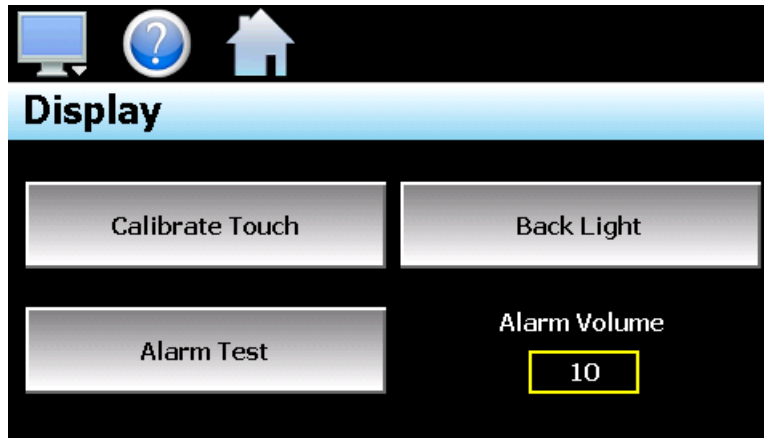 ?
Display
Calibrate Touch
Back Light
Alarm Test
Alarm Volume
10